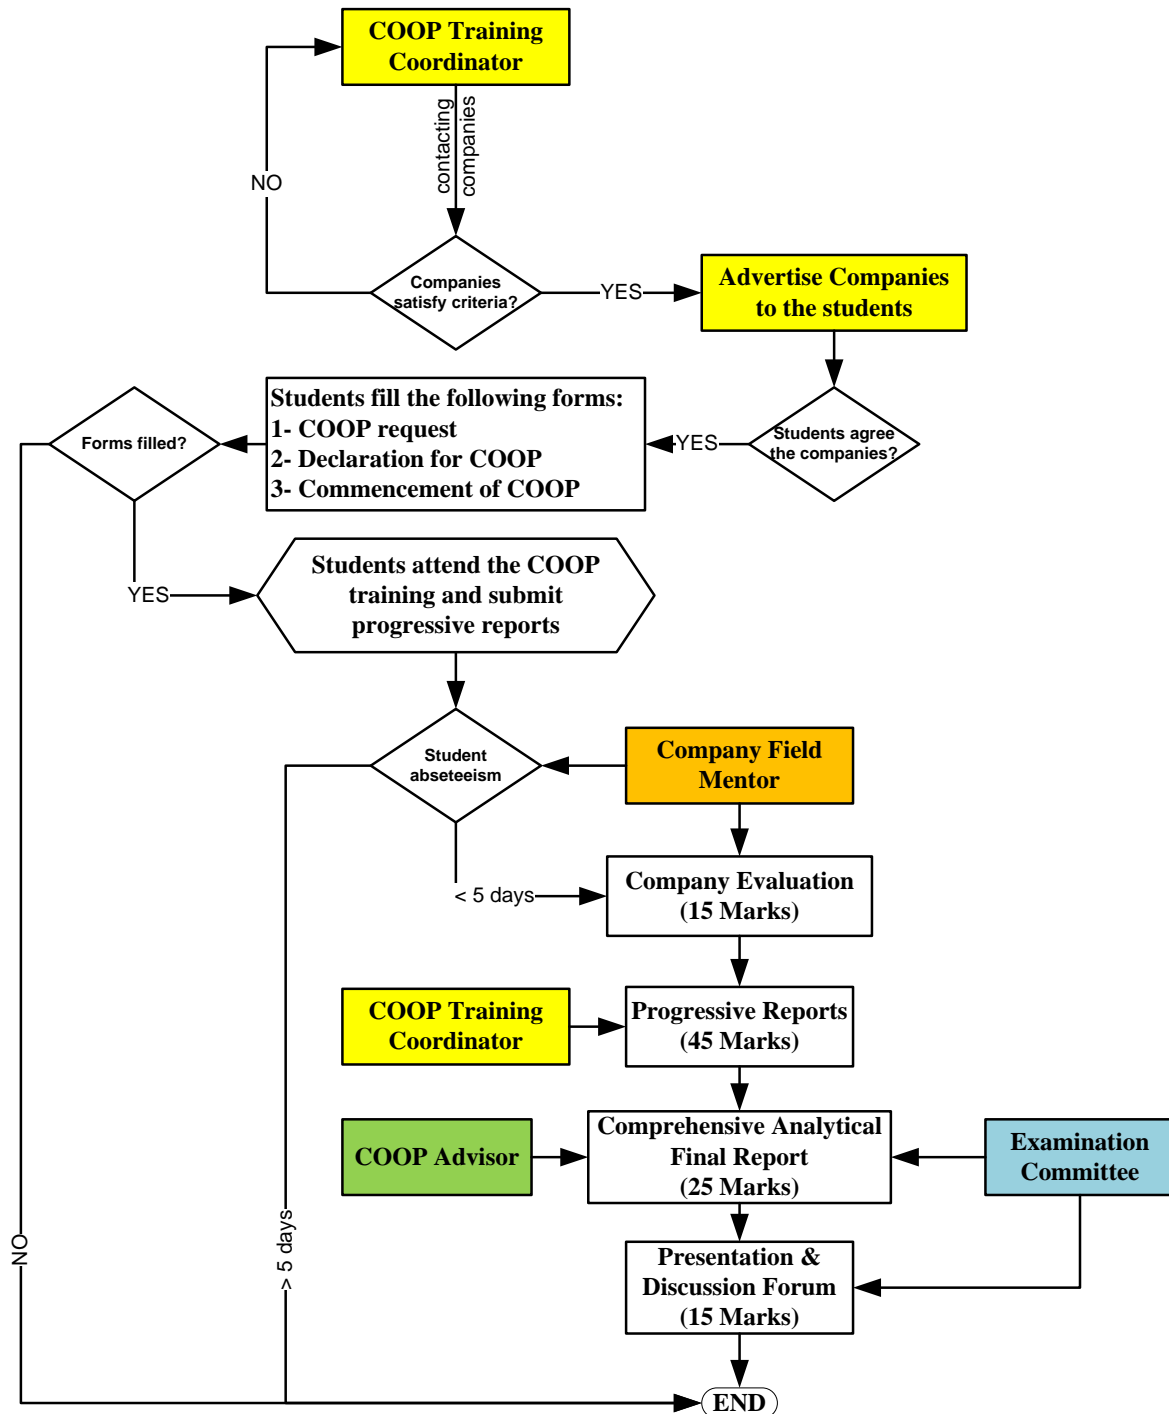 COOP Training
Coordinator
contacting
companies
NO
Companies
satisfy criteria?
YES
Advertise Companies
to the students
Students agree
the companies?
YES
Students fill the following forms:
1- COOP request
2- Declaration for COOP
3- Commencement of COOP
Forms filled?
YES
Students attend the COOP
training and submit
progressive reports
Student
abseteeism
Company Field
Mentor
< 5 days
Company Evaluation
(15 Marks)
COOP Training
Coordinator
Progressive Reports
(45 Marks)
COOP Advisor
Comprehensive Analytical
Final Report
(25 Marks)
Examination
Committee
NO
> 5 days
Presentation &
Discussion Forum
(15 Marks)
END